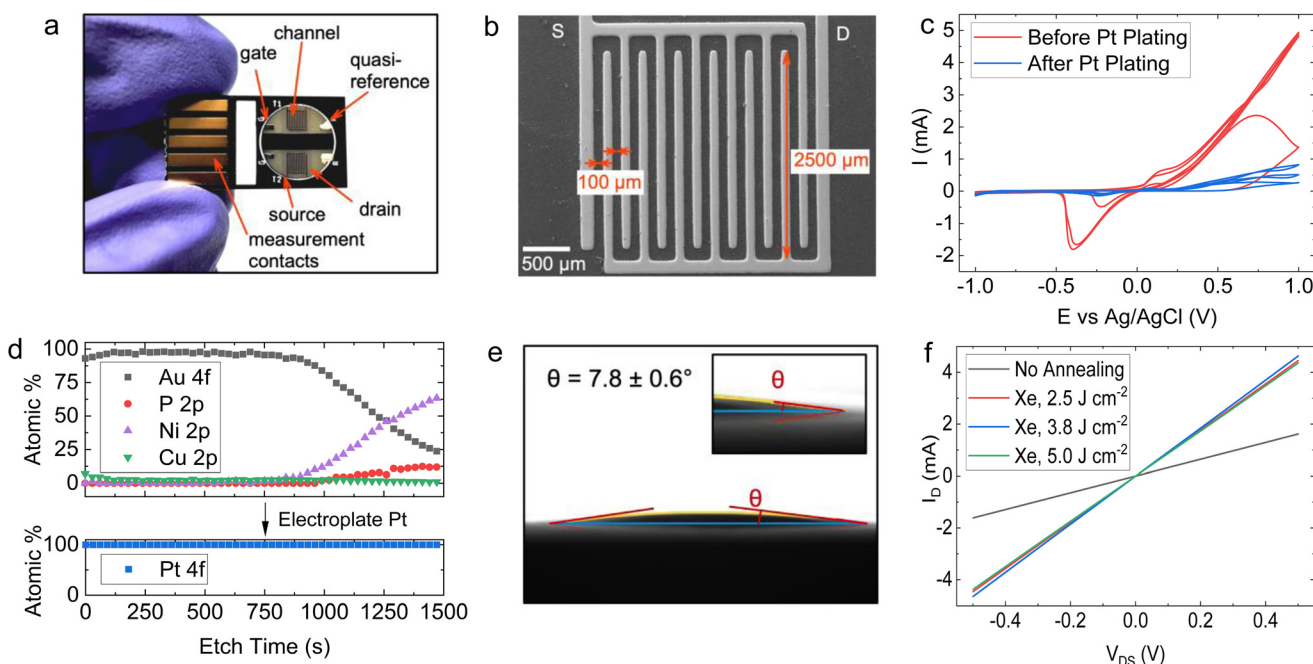 a
channel
gate
quasi-
reference
T1
T2
source
drain
measurement
contacts
b
S
D
100 µm
2500 µm
500 µm
c
Before Pt Plating
After Pt Plating
I (mA)
5
4
3
2
1
0
-1
-2
-1.0
-0.5
0.0
0.5
1.0
E vs Ag/AgCl (V)
d
Atomic %
100
75
50
25
0
Au 4f
P 2p
Ni 2p
Cu 2p
Electroplate Pt
Atomic %
100
0
Pt 4f
0
250
500
750
1000
1250
1500
Etch Time (s)
e
θ = 7.8 ± 0.6°
θ
θ
f
No Annealing
Xe, 2.5 J cm-2
Xe, 3.8 J cm-2
Xe, 5.0 J cm-2
ID (mA)
4
2
0
-2
-4
-0.4
-0.2
0.0
0.2
0.4
VDS (V)